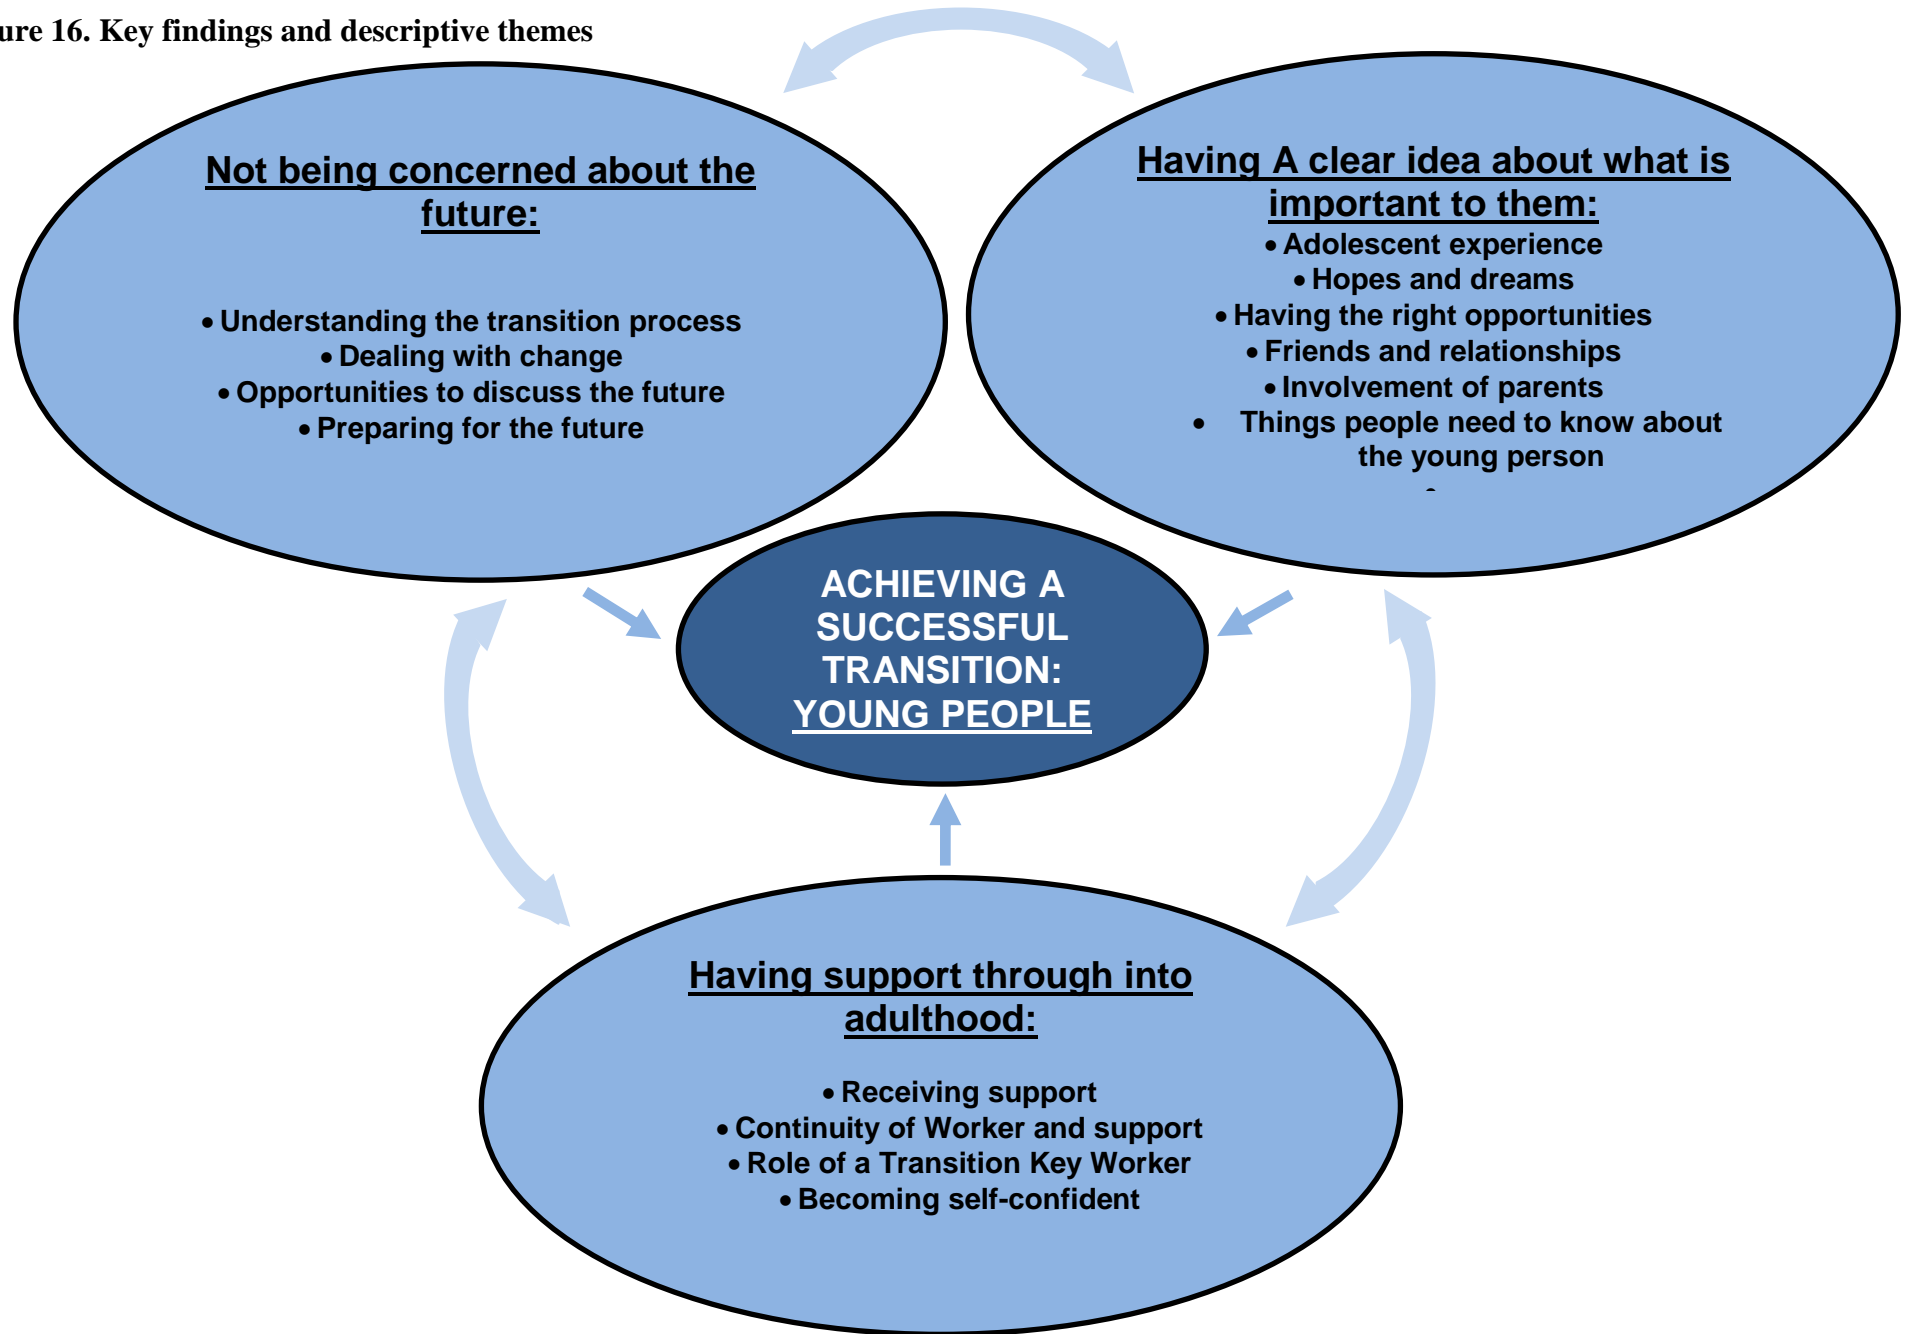 ure 16. Key findings and descriptive themes
Not being concerned about the
future:
• Understanding the transition process
• Dealing with change
• Opportunities to discuss the future
• Preparing for the future
Having A clear idea about what is
important to them:
• Adolescent experience
• Hopes and dreams
• Having the right opportunities
• Friends and relationships
• Involvement of parents
• Things people need to know about
the young person
•
ACHIEVING A
SUCCESSFUL
TRANSITION:
YOUNG PEOPLE
Having support through into
adulthood:
• Receiving support
• Continuity of Worker and support
• Role of a Transition Key Worker
• Becoming self-confident